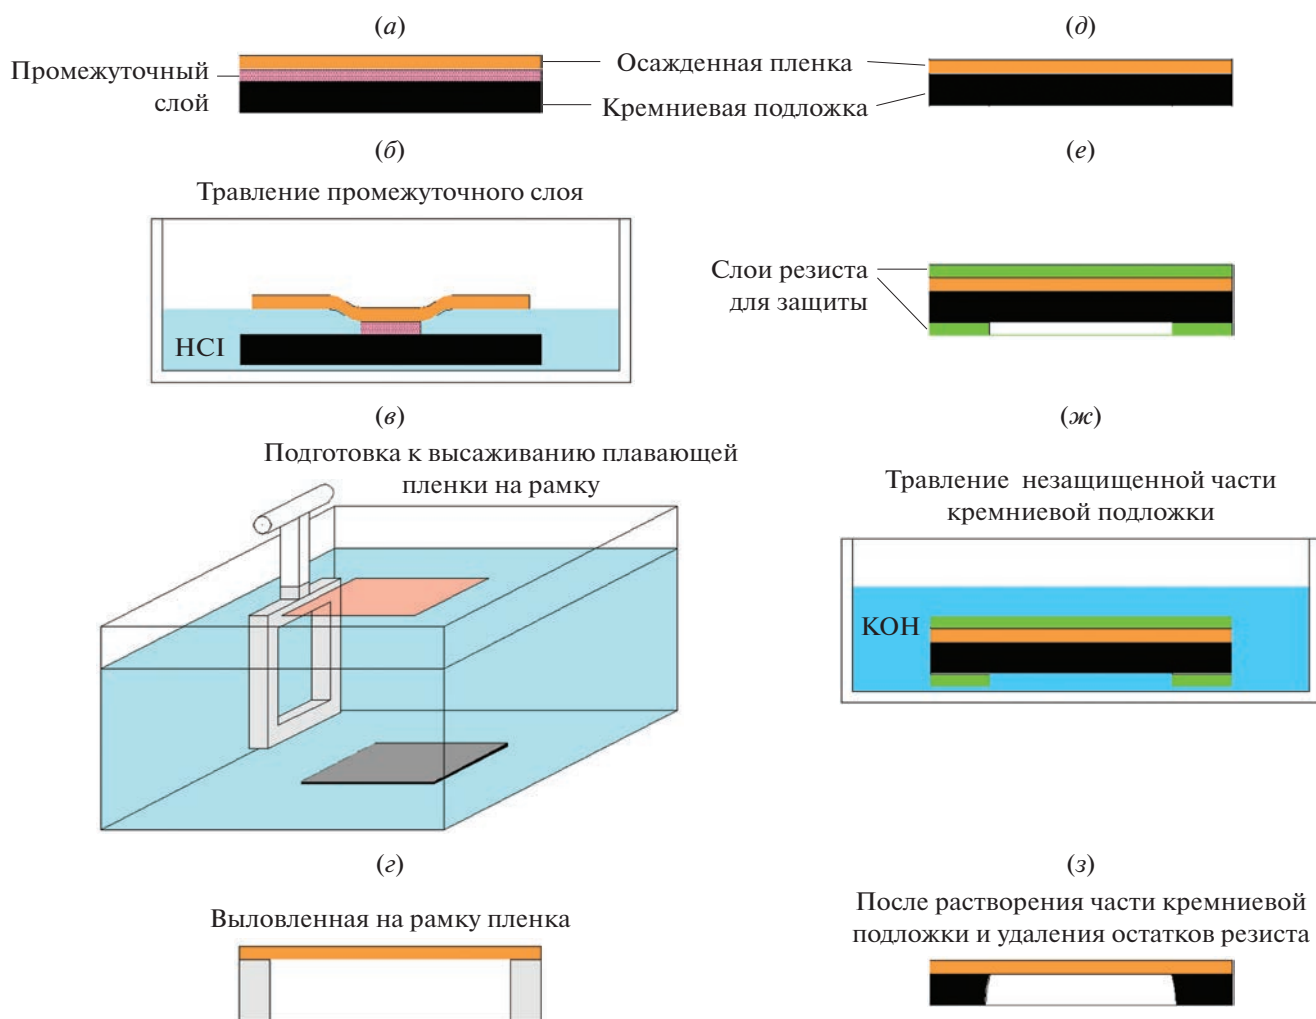 (а)
(д)
Промежуточный
слой
Осажденная пленка
Кремниевая подложка
(б)
(е)
Травление промежуточного слоя
HCl
Слои резиста
для защиты
(в)
(ж)
Подготовка к высаживанию плавающей
пленки на рамку
Травление незащищенной части
кремниевой подложки
KOH
(г)
(з)
Выловленная на рамку пленка
После растворения части кремниевой
подложки и удаления остатков резиста